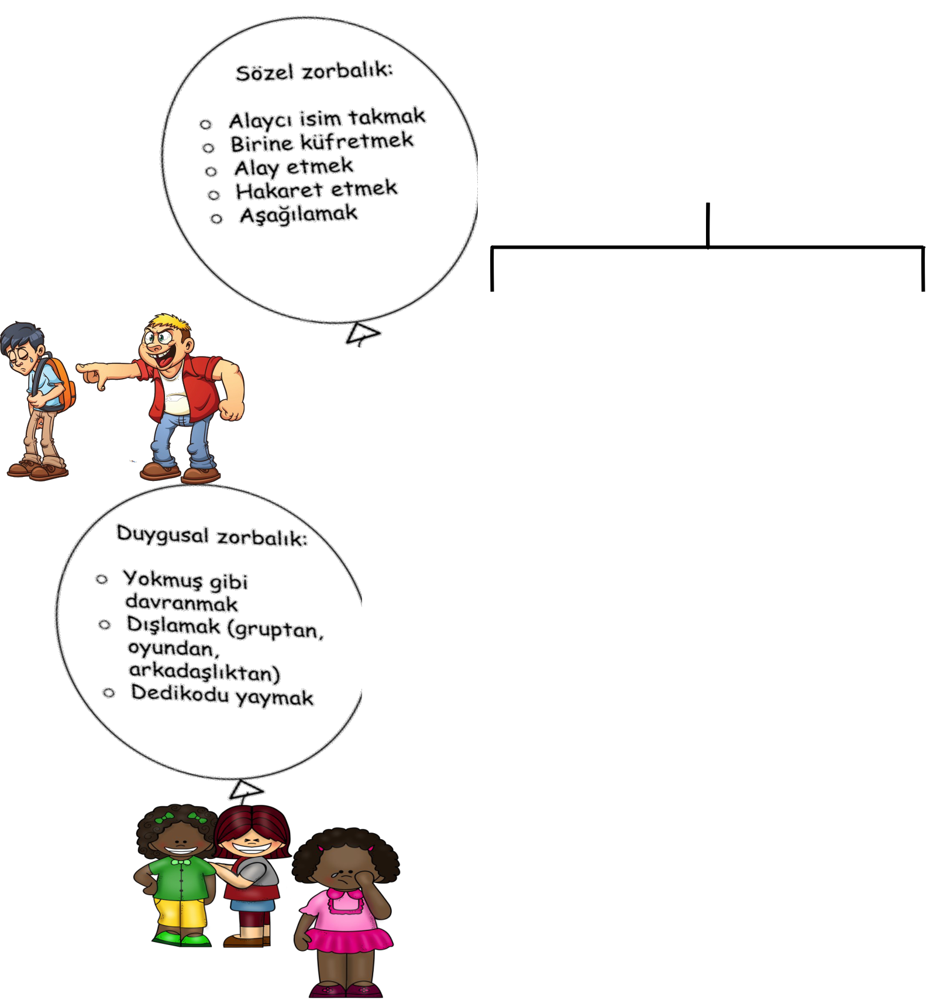 Sözel zorbalık:
o Alaycı isim takmak
o Birine küfretmek
o Alay etmek
o Hakaret etmek
o Aşağılamak
Duygusal zorbalık:
o Yokmuş gibi
davranmak
o Dışlamak (gruptan,
oyundan,
arkadaşlıktan)
o Dedikodu yaymak